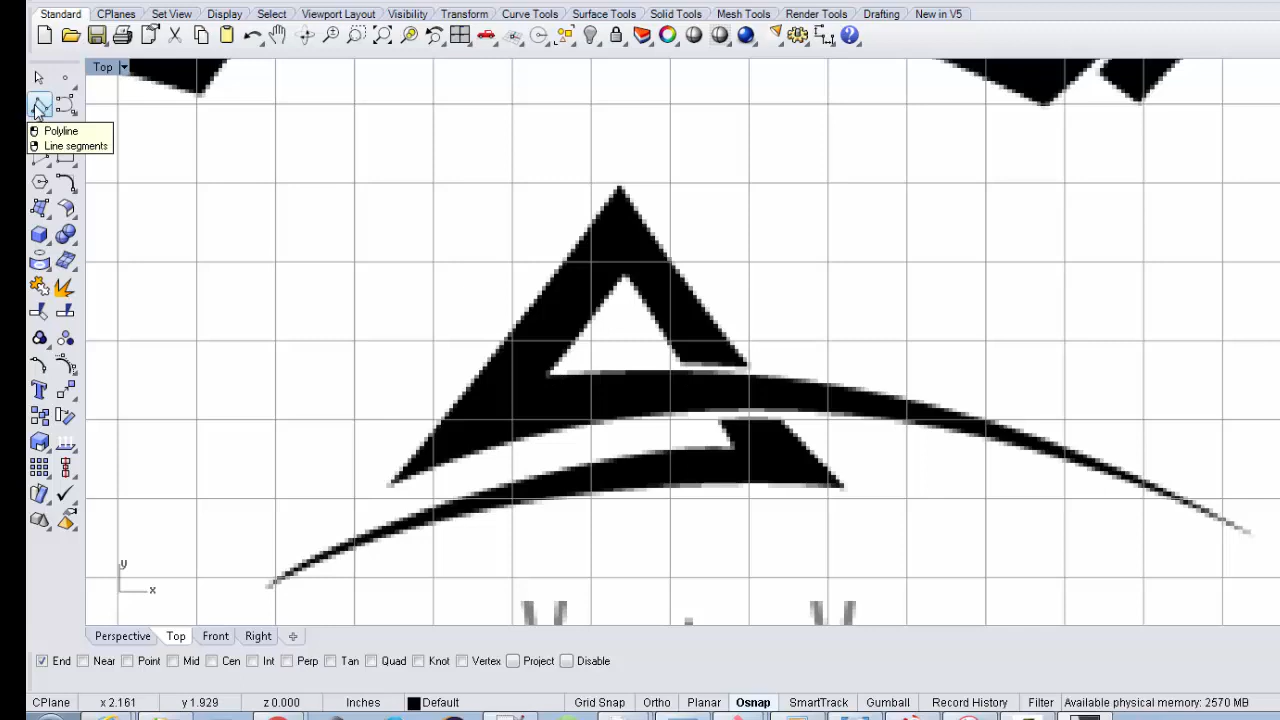 Standard CPlanes Set View Display Select Viewport Layout Visibility Transform Curve Tools Surface Tools Solid Tools Mesh Tools Render Tools Drafting New in V5
Top
Polyline
Line segments
y
x
Perspective Top Front Right
End Near Point Mid Cen Int Perp Tan Quad Knot Vertex Project Disable
CPlane x 2.161 y 1.929 z 0.000 Inches Default Grid Snap Ortho Planar Osnap SmartTrack Gumball Record History Filter Available physical memory: 2570 MB